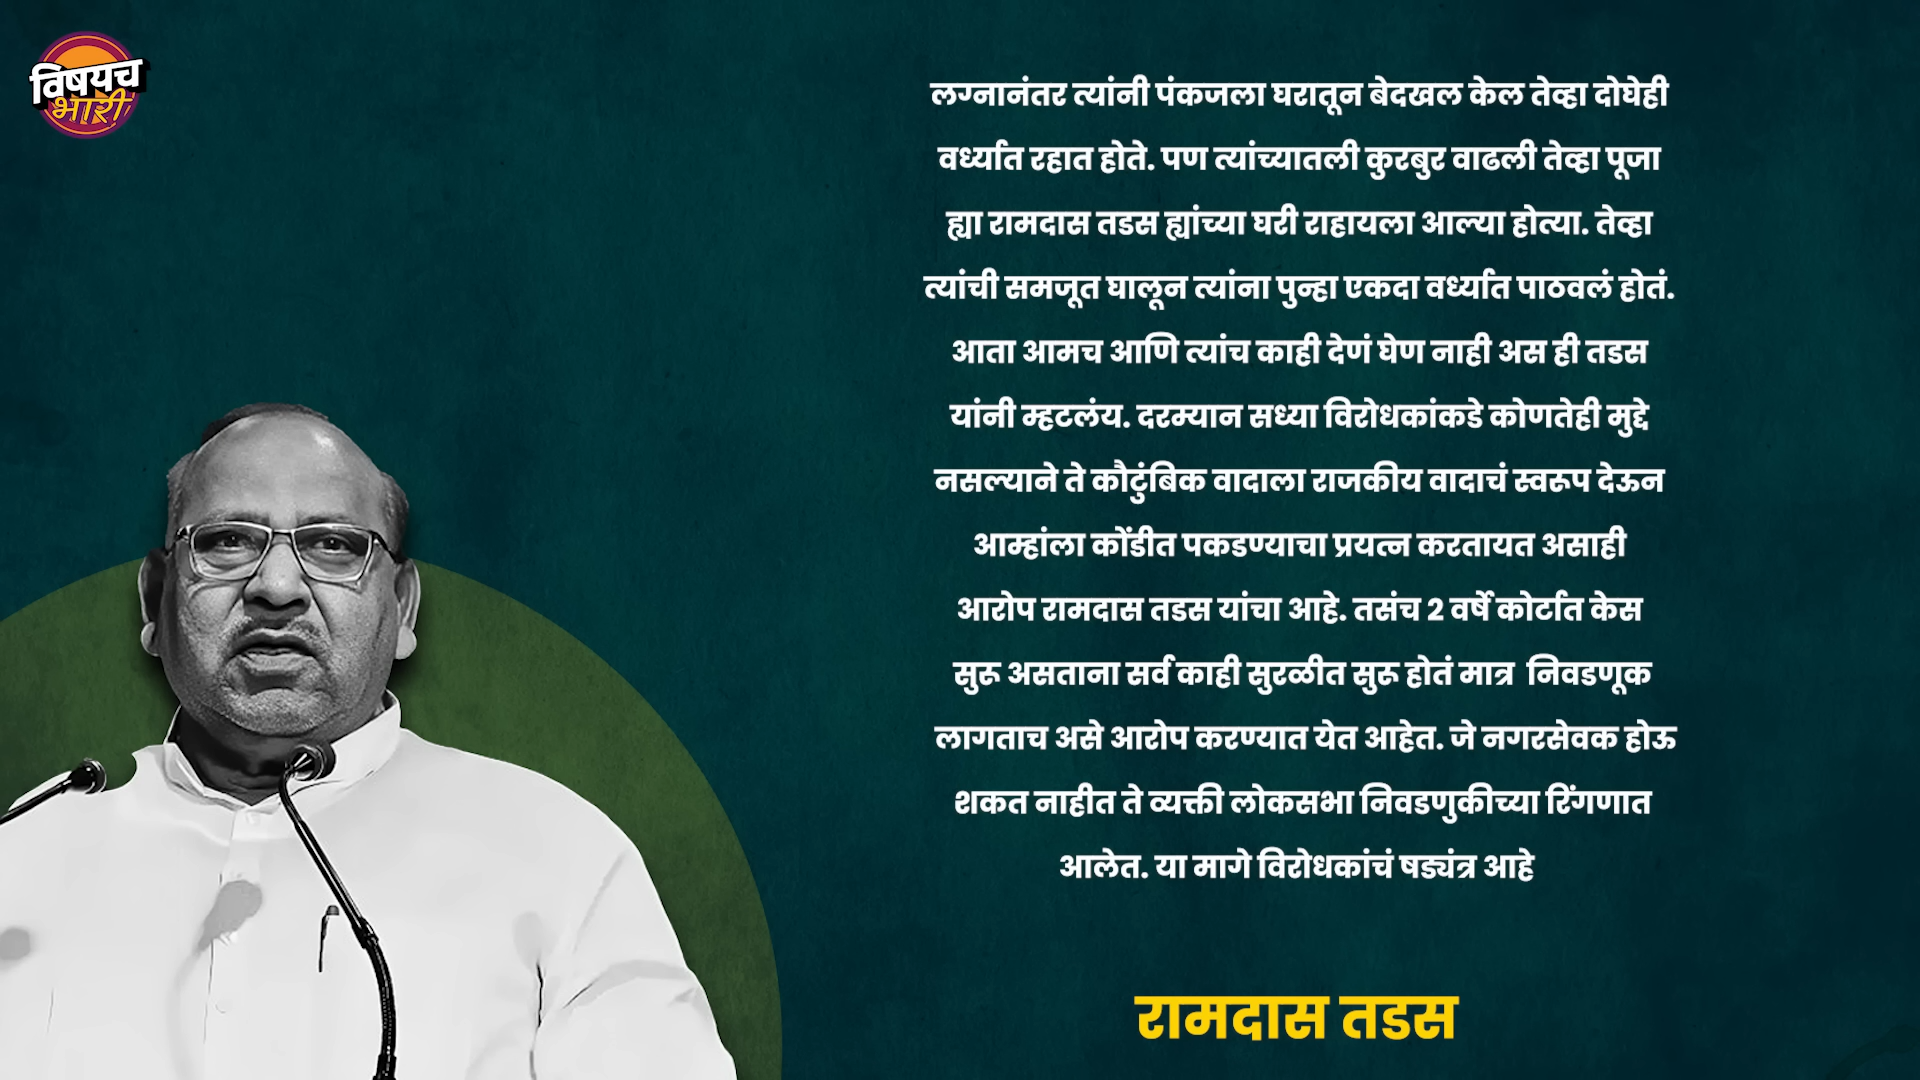 विषयच
भारी
लग्नानंतर त्यांनी पंकजला घरातून बेदखल केल तेव्हा दोघेही
वर्ध्यात रहात होते. पण त्यांच्यातली कुरबुर वाढली तेव्हा पूजा
ह्या रामदास तडस ह्यांच्या घरी राहायला आल्या होत्या. तेव्हा
त्यांची समजूत घालून त्यांना पुन्हा एकदा वर्ध्यात पाठवलं होतं.
आता आमच आणि त्यांच काही देणं घेण नाही अस ही तडस
यांनी म्हटलंय. दरम्यान सध्या विरोधकांकडे कोणतेही मुद्दे
नसल्याने ते कौटुंबिक वादाला राजकीय वादाचं स्वरूप देऊन
आम्हांला कोंडीत पकडण्याचा प्रयत्न करतायत असाही
आरोप रामदास तडस यांचा आहे. तसंच 2 वर्षे कोर्टात केस
सुरू असताना सर्व काही सुरळीत सुरू होतं मात्र निवडणूक
लागताच असे आरोप करण्यात येत आहेत. जे नगरसेवक होऊ
शकत नाहीत ते व्यक्ती लोकसभा निवडणुकीच्या रिंगणात
आलेत. या मागे विरोधकांचं षड्यंत्र आहे
रामदास तडस